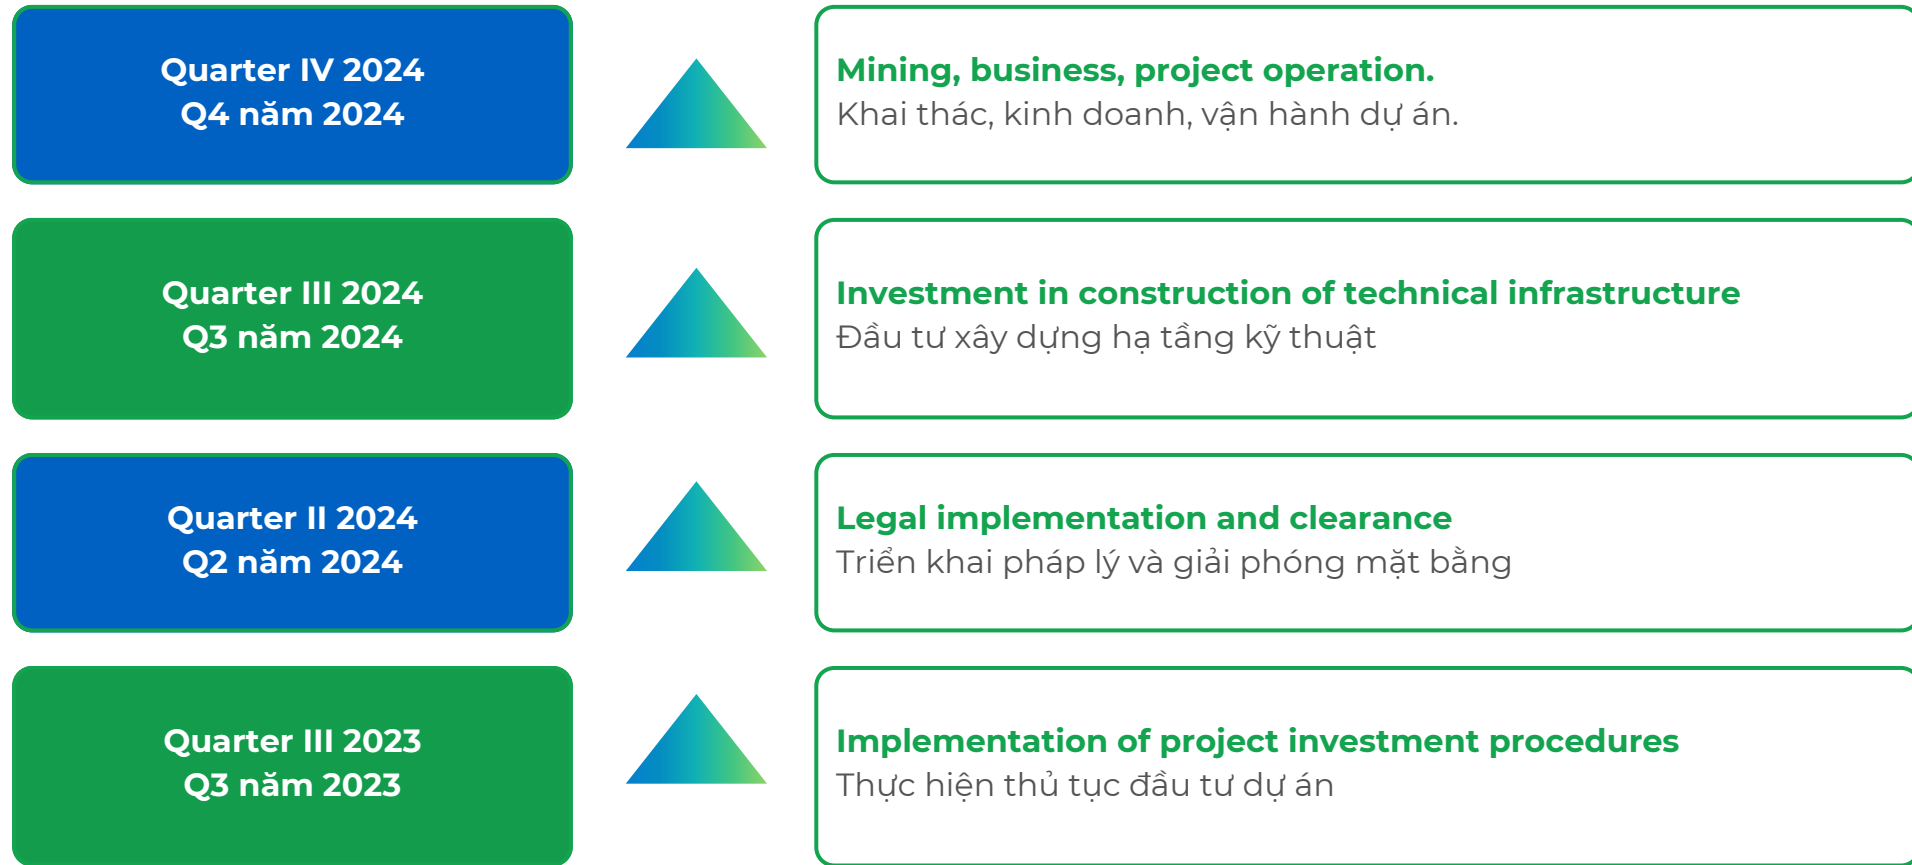 Quarter IV 2024
Q4 năm 2024
Mining, business, project operation.
Khai thác, kinh doanh, vận hành dự án.
Quarter III 2024
Q3 năm 2024
Investment in construction of technical infrastructure
Đầu tư xây dựng hạ tầng kỹ thuật
Quarter II 2024
Q2 năm 2024
Legal implementation and clearance
Triển khai pháp lý và giải phóng mặt bằng
Quarter III 2023
Q3 năm 2023
Implementation of project investment procedures
Thực hiện thủ tục đầu tư dự án